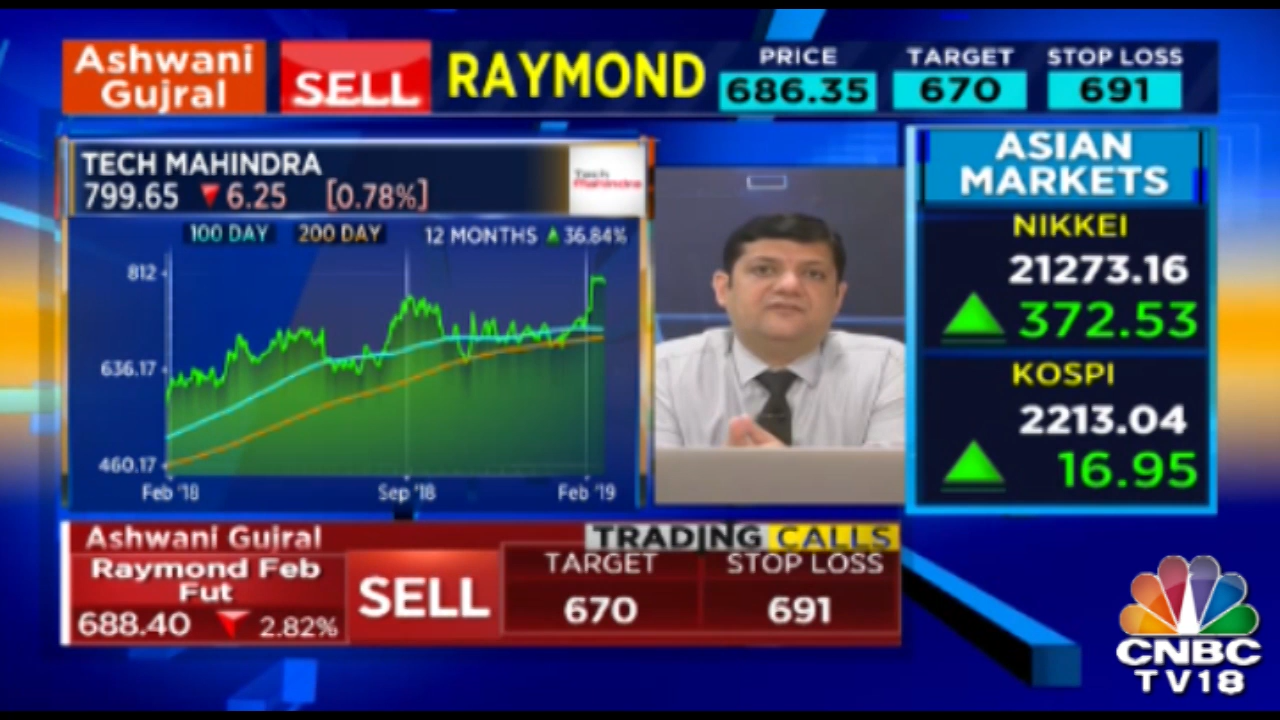 Ashwani
Gujral
SELL
RAYMOND
PRICE
686.35
TARGET
670
STOP LOSS
691
TECH MAHINDRA
799.65 ▼6.25 [0.78%]
Tech
Mahindra
100 DAY 200 DAY 12 MONTHS ▲36.84%
812
636.17
460.17
Feb '18 Sep '18 Feb '19
ASIAN
MARKETS
NIKKEI
21273.16
▲ 372.53
KOSPI
2213.04
▲ 16.95
Ashwani Gujral
TRADING CALLS
Raymond Feb
Fut
688.40 ▼ 2.82%
SELL
TARGET
670
STOP LOSS
691
CNBC
TV18